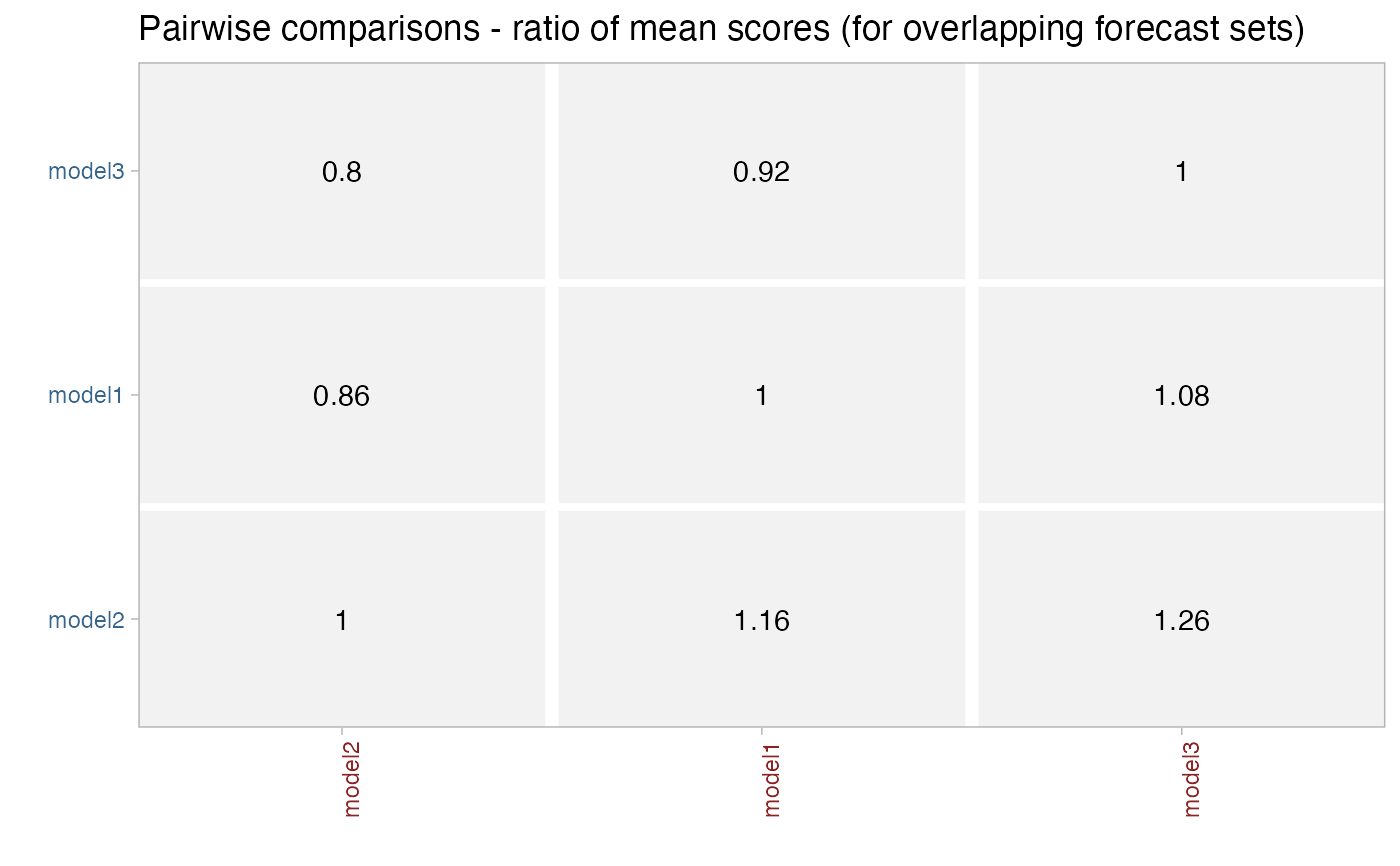 Pairwise comparisons - ratio of mean scores (for overlapping forecast sets)
model3 0.8 0.92 1
model1 0.86 1 1.08
model2 1 1.16 1.26
model2 model1 model3